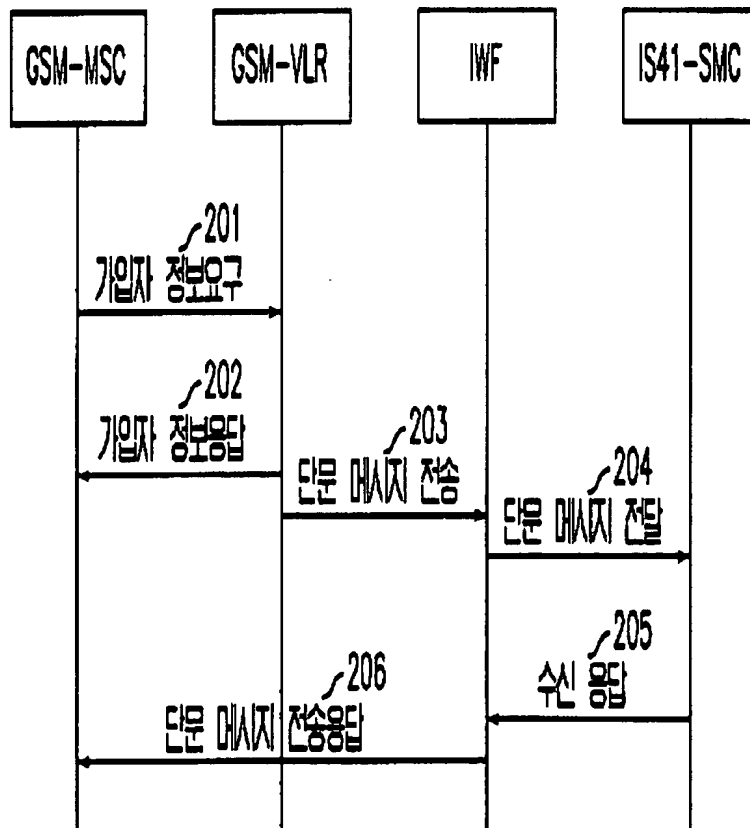 GSM-MSC GSM-VLR IWF IS41-SMC
201
가입자 정보요구
202
가입자 정보응답
203
단문 메시지 전송
204
단문 메시지 전달
205
수신 응답
206
단문 메시지 전송응답